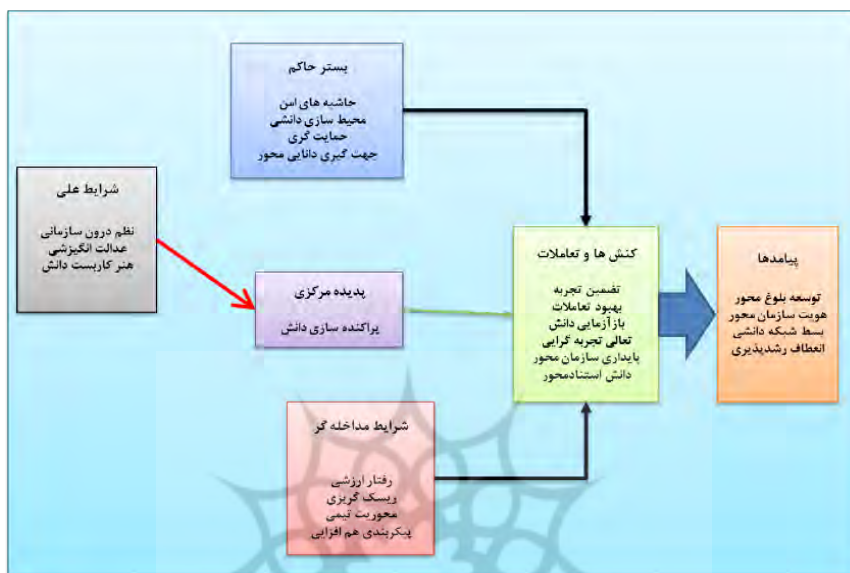 بستر حاکم
حاشیه های امن
محیط سازی دانشی
حمایت گری
جهت گیری دانایی محور
شرایط علی
نظم درون سازمانی
عدالت انگیزشی
هنر کاربست دانش
پدیده مرکزی
پراکنده سازی دانش
کنش ها و تعاملات
تضمین تجربه
بهبود تعاملات
بازآزمایی دانش
تعالی تجربه گرایی
پایداری سازمان محور
دانش استنادمحور
پیامدها
توسعه بلوغ محور
هویت سازمان محور
بسط شبکه دانشی
انعطاف رشدپذیری
شرایط مداخله گر
رفتار ارزشی
ریسک گریزی
محوریت تیمی
پیکربندی هم افزایی